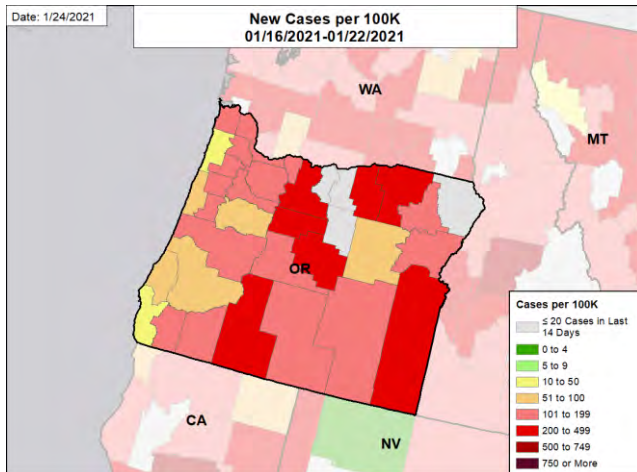 Date: 1/24/2021
New Cases per 100K
01/16/2021-01/22/2021
WA
MT
OR
CA
NV
Cases per 100K
≤ 20 Cases in Last
14 Days
0 to 4
5 to 9
10 to 50
51 to 100
101 to 199
200 to 499
500 to 749
750 or More